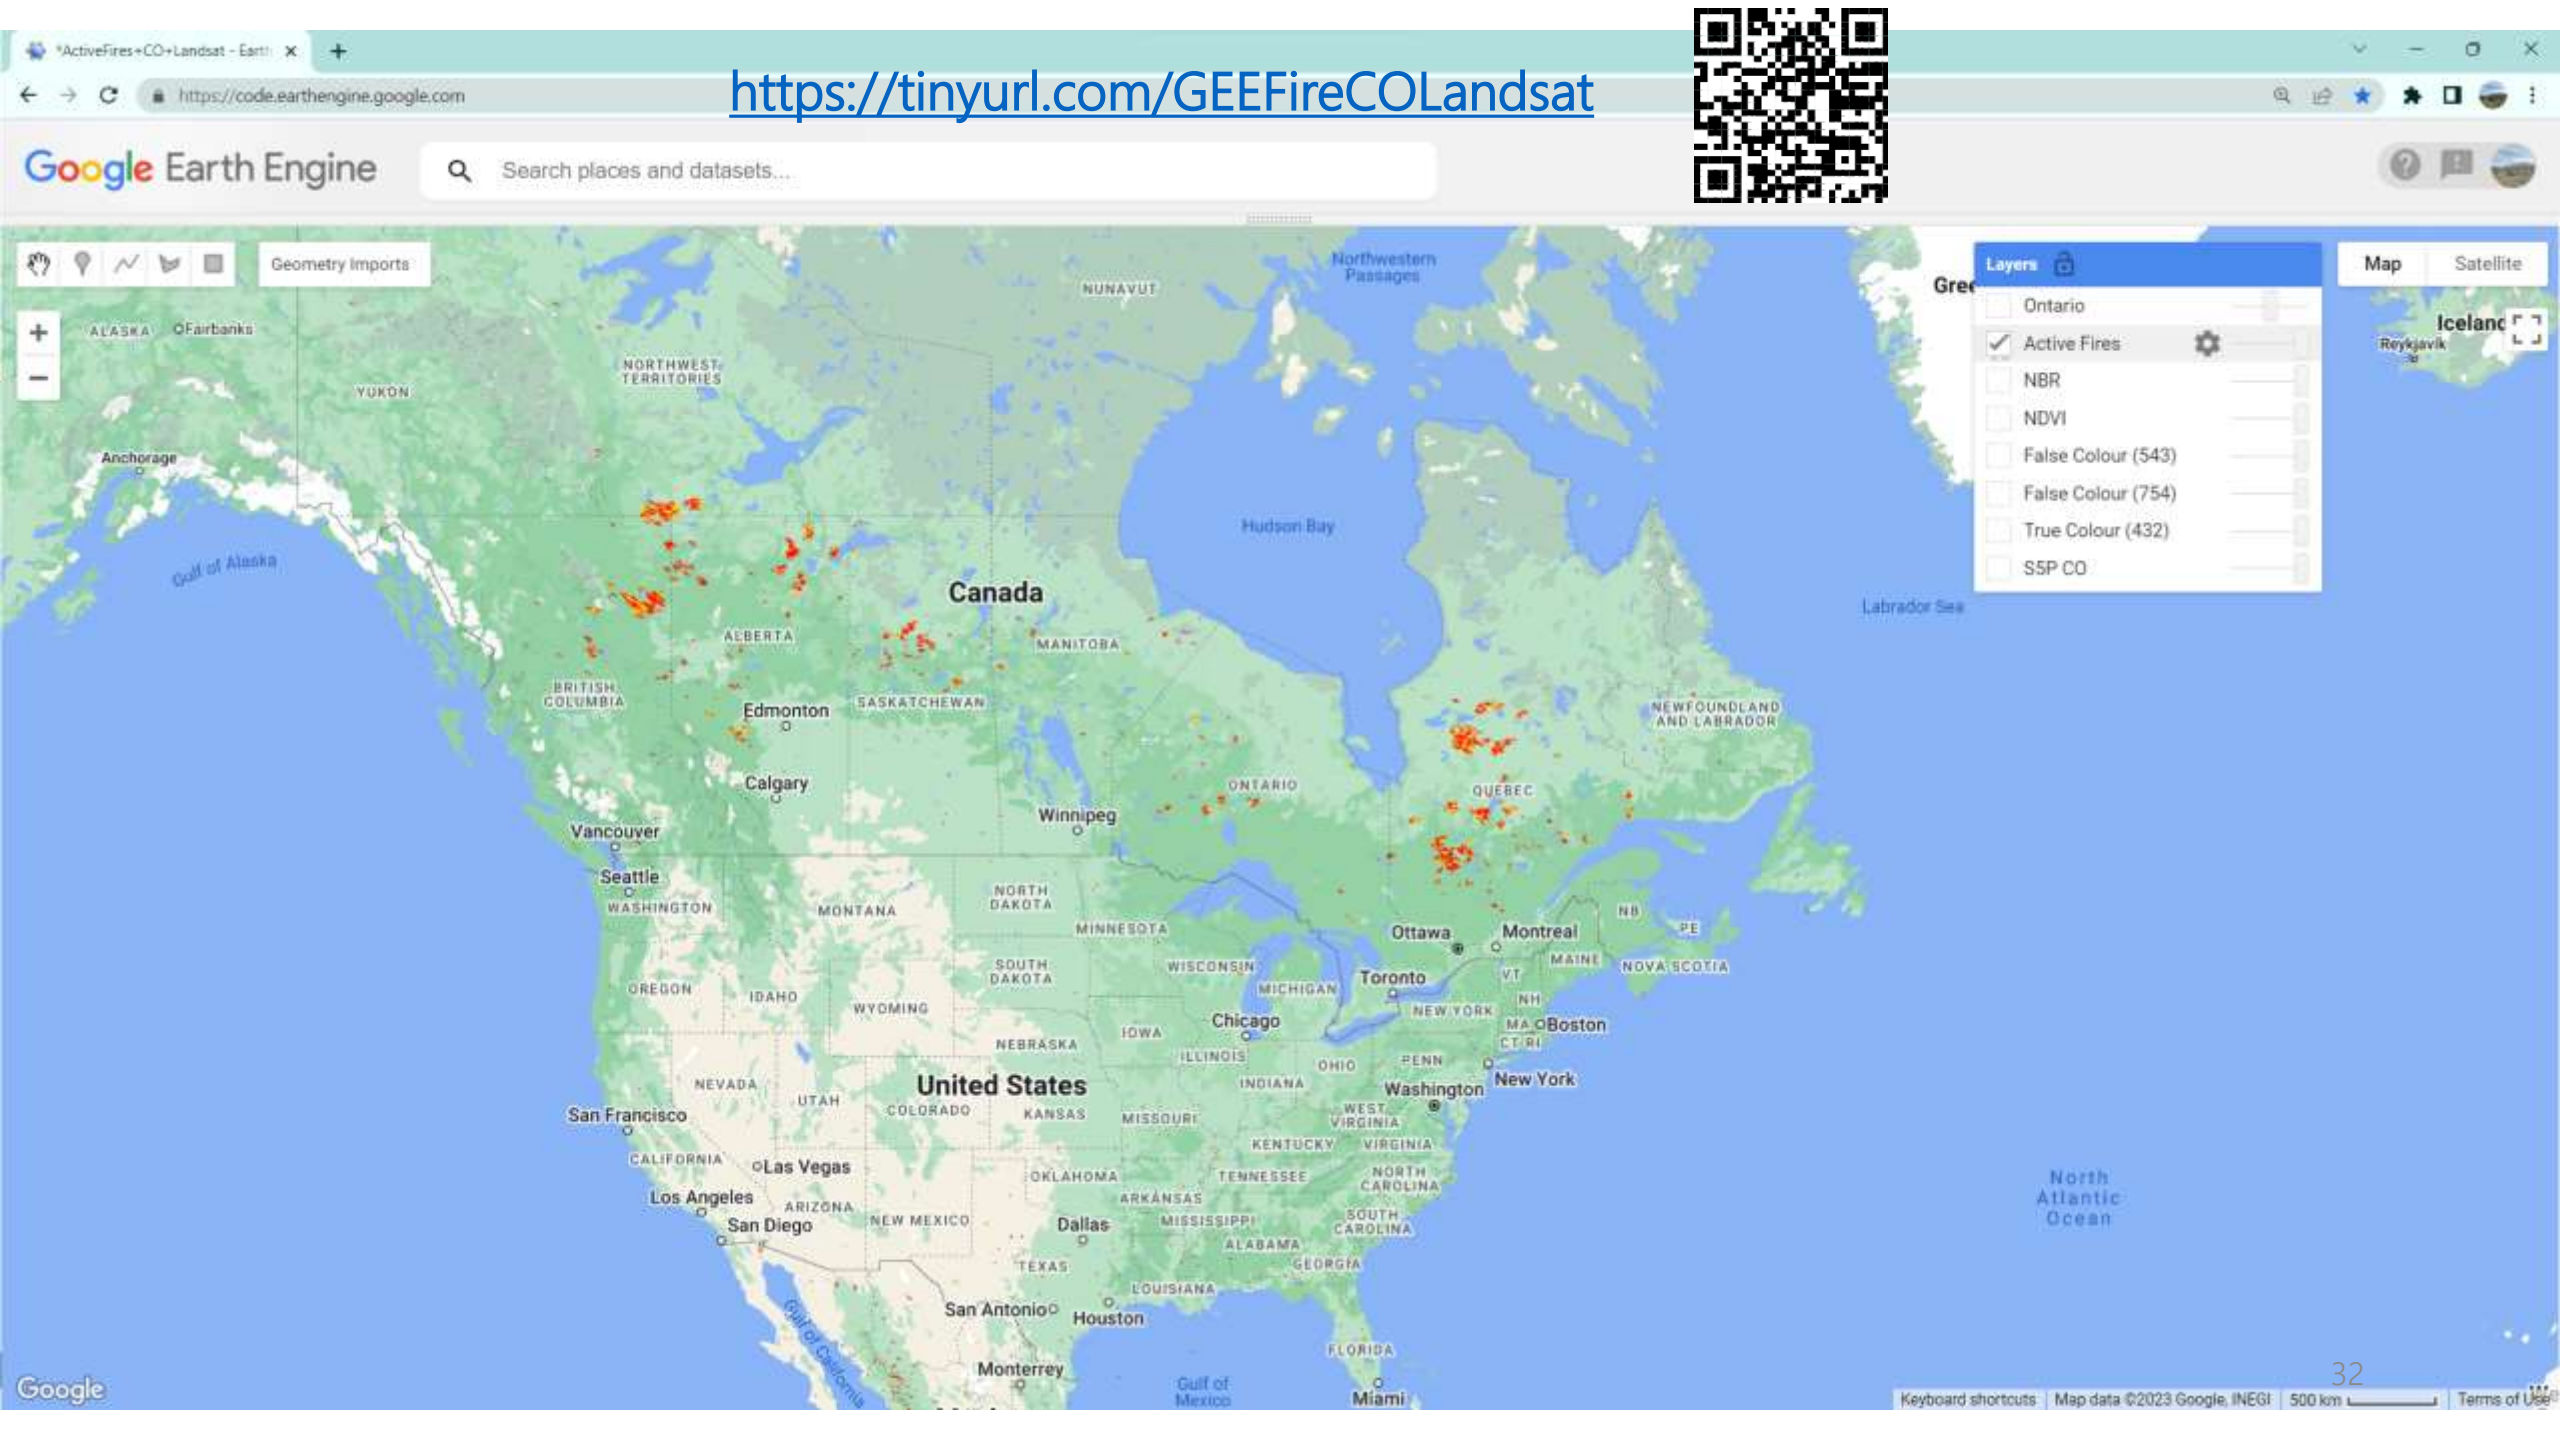 *ActiveFires+CO+Landsat - Earth
https://code.earthengine.google.com
https://tinyurl.com/GEEFireCOLandsat
Google Earth Engine
Search places and datasets...
Geometry Imports
Layers
Ontario
Active Fires
NBR
NDVI
False Colour (543)
False Colour (754)
True Colour (432)
S5P CO
Map
Satellite
Northwestern
Passages
NUNAVUT
Gree
Iceland
Reykjavik
ALASKA
Fairbanks
NORTHWEST
TERRITORIES
YUKON
Anchorage
Hudson Bay
Gulf of Alaska
Canada
Labrador Sea
ALBERTA
MANITOBA
BRITISH
COLUMBIA
SASKATCHEWAN
Edmonton
NEWFOUNDLAND
AND LABRADOR
Calgary
ONTARIO
QUEBEC
Winnipeg
Vancouver
Seattle
WASHINGTON
MONTANA
NORTH
DAKOTA
MINNESOTA
NB
PE
Ottawa
Montreal
MAINE
NOVA SCOTIA
SOUTH
DAKOTA
WISCONSIN
MICHIGAN
Toronto
VT
NH
OREGON
IDAHO
WYOMING
NEW YORK
Chicago
MA
Boston
CT RI
IOWA
NEBRASKA
ILLINOIS
OHIO
PENN
INDIANA
New York
Washington
NEVADA
UTAH
United States
COLORADO
KANSAS
MISSOURI
WEST
VIRGINIA
San Francisco
KENTUCKY
VIRGINIA
CALIFORNIA
Las Vegas
OKLAHOMA
TENNESSEE
NORTH
CAROLINA
Los Angeles
ARIZONA
NEW MEXICO
ARKANSAS
San Diego
Dallas
MISSISSIPPI
SOUTH
CAROLINA
ALABAMA
GEORGIA
TEXAS
LOUISIANA
North
Atlantic
Ocean
San Antonio
Houston
Gulf of California
FLORIDA
Monterrey
Gulf of
Mexico
Miami
32
Google
Keyboard shortcuts
Map data ©2023 Google, INEGI
500 km
Terms of Use